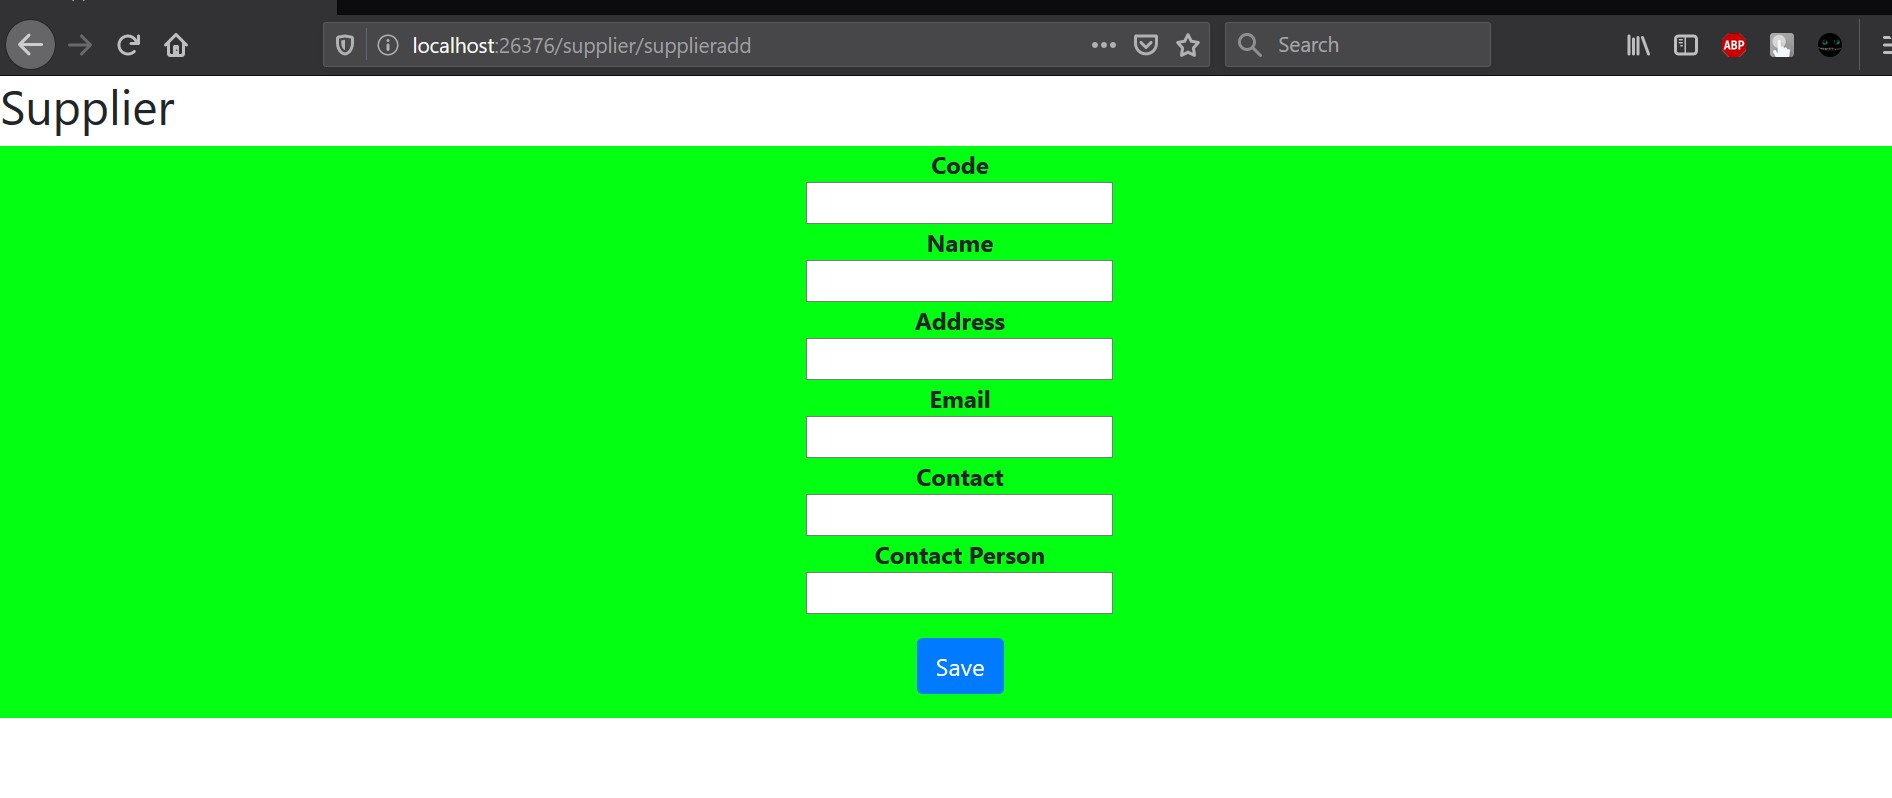 localhost:26376/supplier/supplieradd
Search
ABP
Supplier
Code
Name
Address
Email
Contact
Contact Person
Save